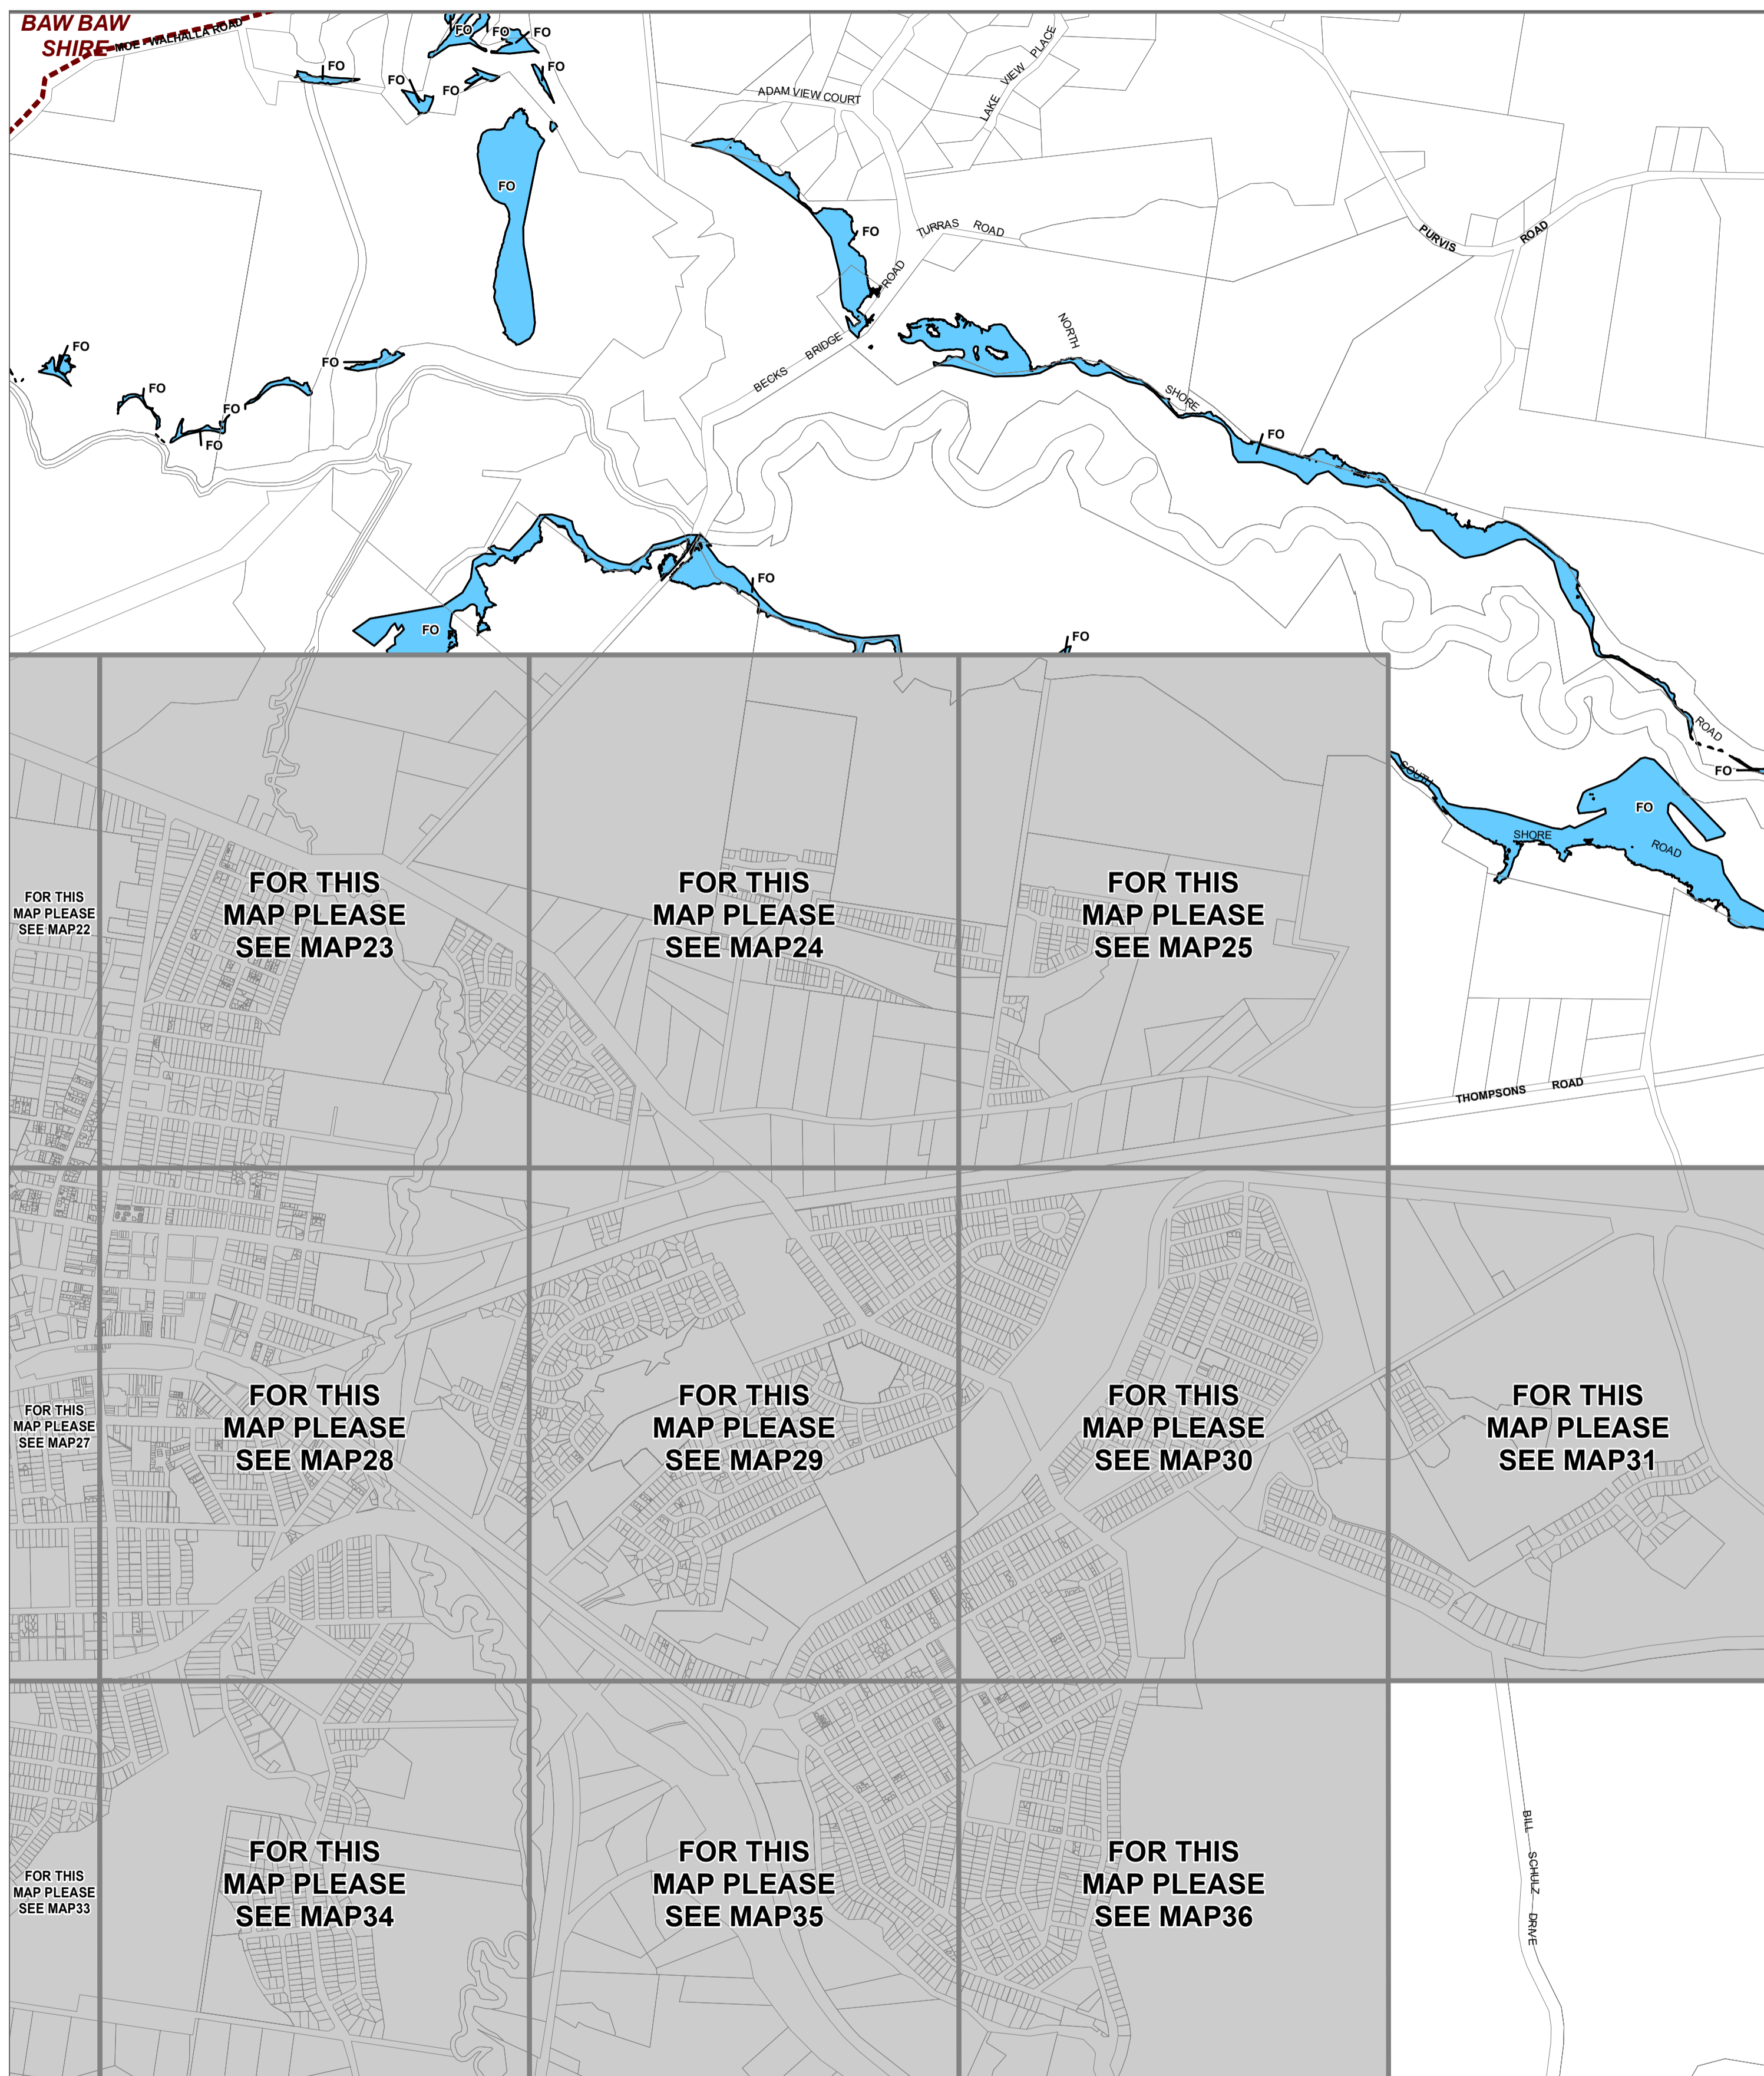 BAW BAW
SHIRE
MOE WALHALLA ROAD
FO
FO
FO
FO
FO
FO
FO
ADAM VIEW COURT
LAKE VIEW PLACE
FO
FO
TURRAS ROAD
PURVIS ROAD
BECKS BRIDGE ROAD
NORTH SHORE ROAD
FO
FO
FO
FO
FO
FO
FO
FO
FO
FO
FO
SOUTH SHORE ROAD
FO
THOMPSONS ROAD
FOR THIS
MAP PLEASE
SEE MAP22
FOR THIS
MAP PLEASE
SEE MAP23
FOR THIS
MAP PLEASE
SEE MAP24
FOR THIS
MAP PLEASE
SEE MAP25
FOR THIS
MAP PLEASE
SEE MAP27
FOR THIS
MAP PLEASE
SEE MAP28
FOR THIS
MAP PLEASE
SEE MAP29
FOR THIS
MAP PLEASE
SEE MAP30
FOR THIS
MAP PLEASE
SEE MAP31
FOR THIS
MAP PLEASE
SEE MAP33
FOR THIS
MAP PLEASE
SEE MAP34
FOR THIS
MAP PLEASE
SEE MAP35
FOR THIS
MAP PLEASE
SEE MAP36
BILL SCHULZ DRIVE